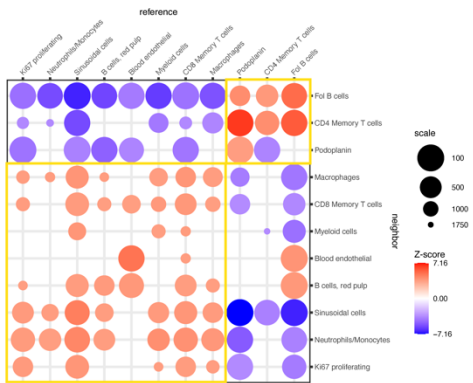 reference
Ki67 proliferating
Neutrophils/Monocytes
Sinusoidal cells
B cells, red pulp
Blood endothelial
Myeloid cells
CD8 Memory T cells
Macrophages
Podoplanin
CD4 Memory T cells
Fol B cells
Fol B cells
CD4 Memory T cells
Podoplanin
Macrophages
CD8 Memory T cells
Myeloid cells
Blood endothelial
B cells, red pulp
Sinusoidal cells
Neutrophils/Monocytes
Ki67 proliferating
neighbor
scale
100
500
1000
1750
Z-score
7.16
0.00
−7.16